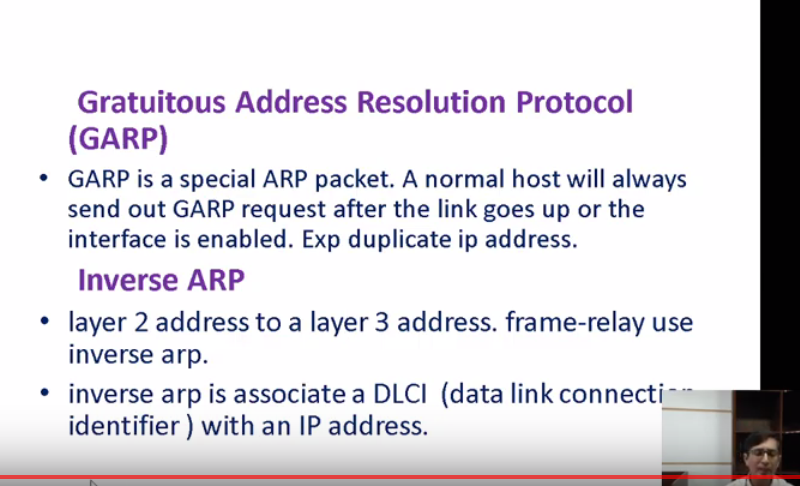 Gratuitous Address Resolution Protocol
(GARP)
• GARP is a special ARP packet. A normal host will always
send out GARP request after the link goes up or the
interface is enabled. Exp duplicate ip address.
Inverse ARP
• layer 2 address to a layer 3 address. frame-relay use
inverse arp.
• inverse arp is associate a DLCI (data link connection
identifier ) with an IP address.